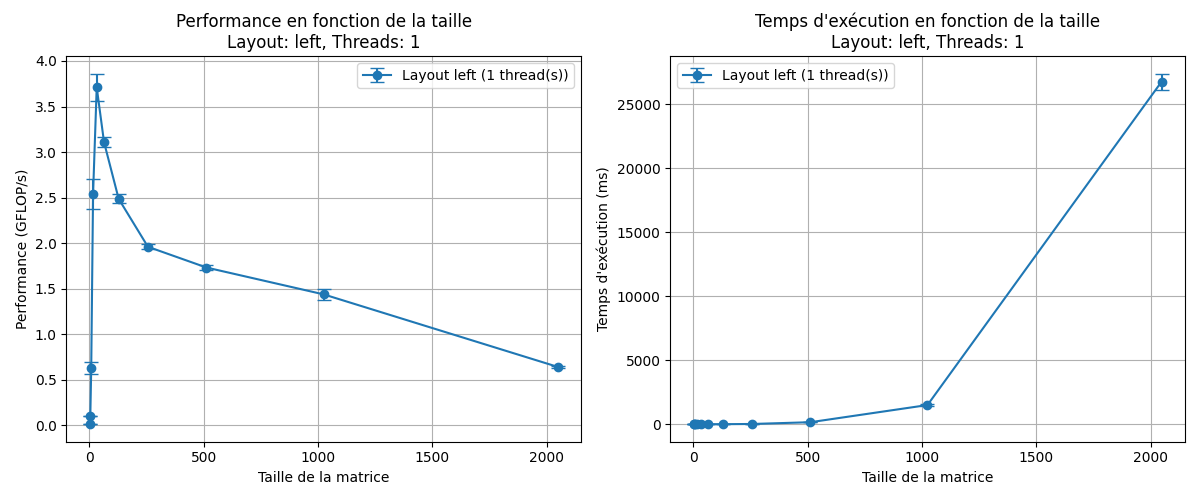 Performance en fonction de la taille
Layout: left, Threads: 1
Layout left (1 thread(s))
4.0
3.5
3.0
2.5
2.0
1.5
1.0
0.5
0.0
Performance (GFLOP/s)
0 500 1000 1500 2000
Taille de la matrice
Temps d'exécution en fonction de la taille
Layout: left, Threads: 1
Layout left (1 thread(s))
25000
20000
15000
10000
5000
0
Temps d'exécution (ms)
0 500 1000 1500 2000
Taille de la matrice